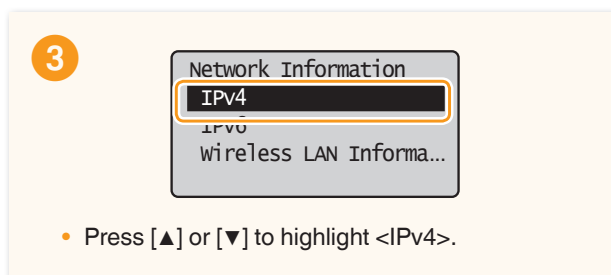 3
Network Information
IPv4
IPv6
Wireless LAN Informa...
• Press [▲] or [▼] to highlight <IPv4>.